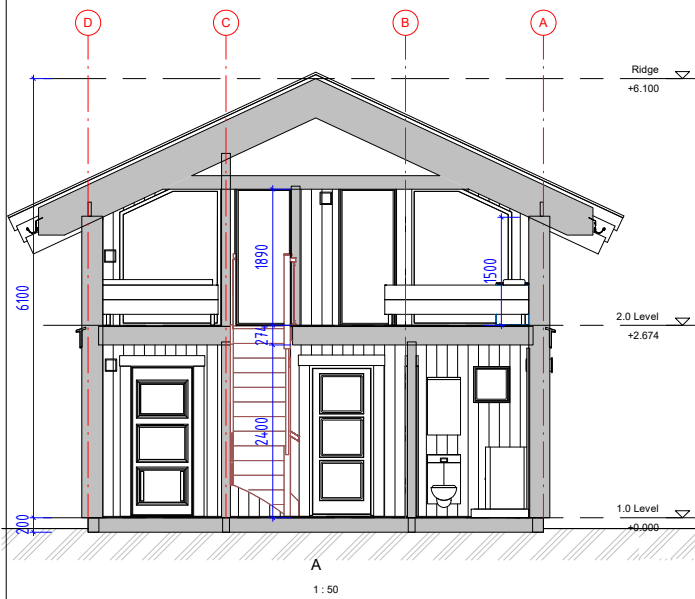 D
C
B
A
Ridge
+6.100
1890
1500
6100
2.0 Level
+2.674
274
2400
1.0 Level
+0.000
200
A
1 : 50